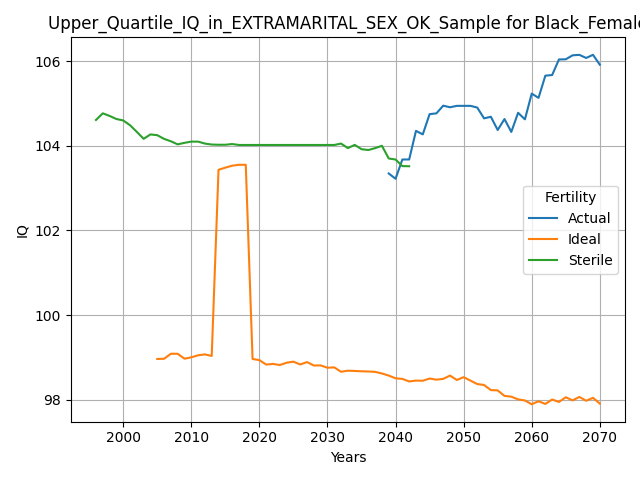 Upper_Quartile_IQ_in_EXTRAMARITAL_SEX_OK_Sample for Black_Female
106
104
102
100
98
IQ
Fertility
Actual
Ideal
Sterile
2000 2010 2020 2030 2040 2050 2060 2070
Years